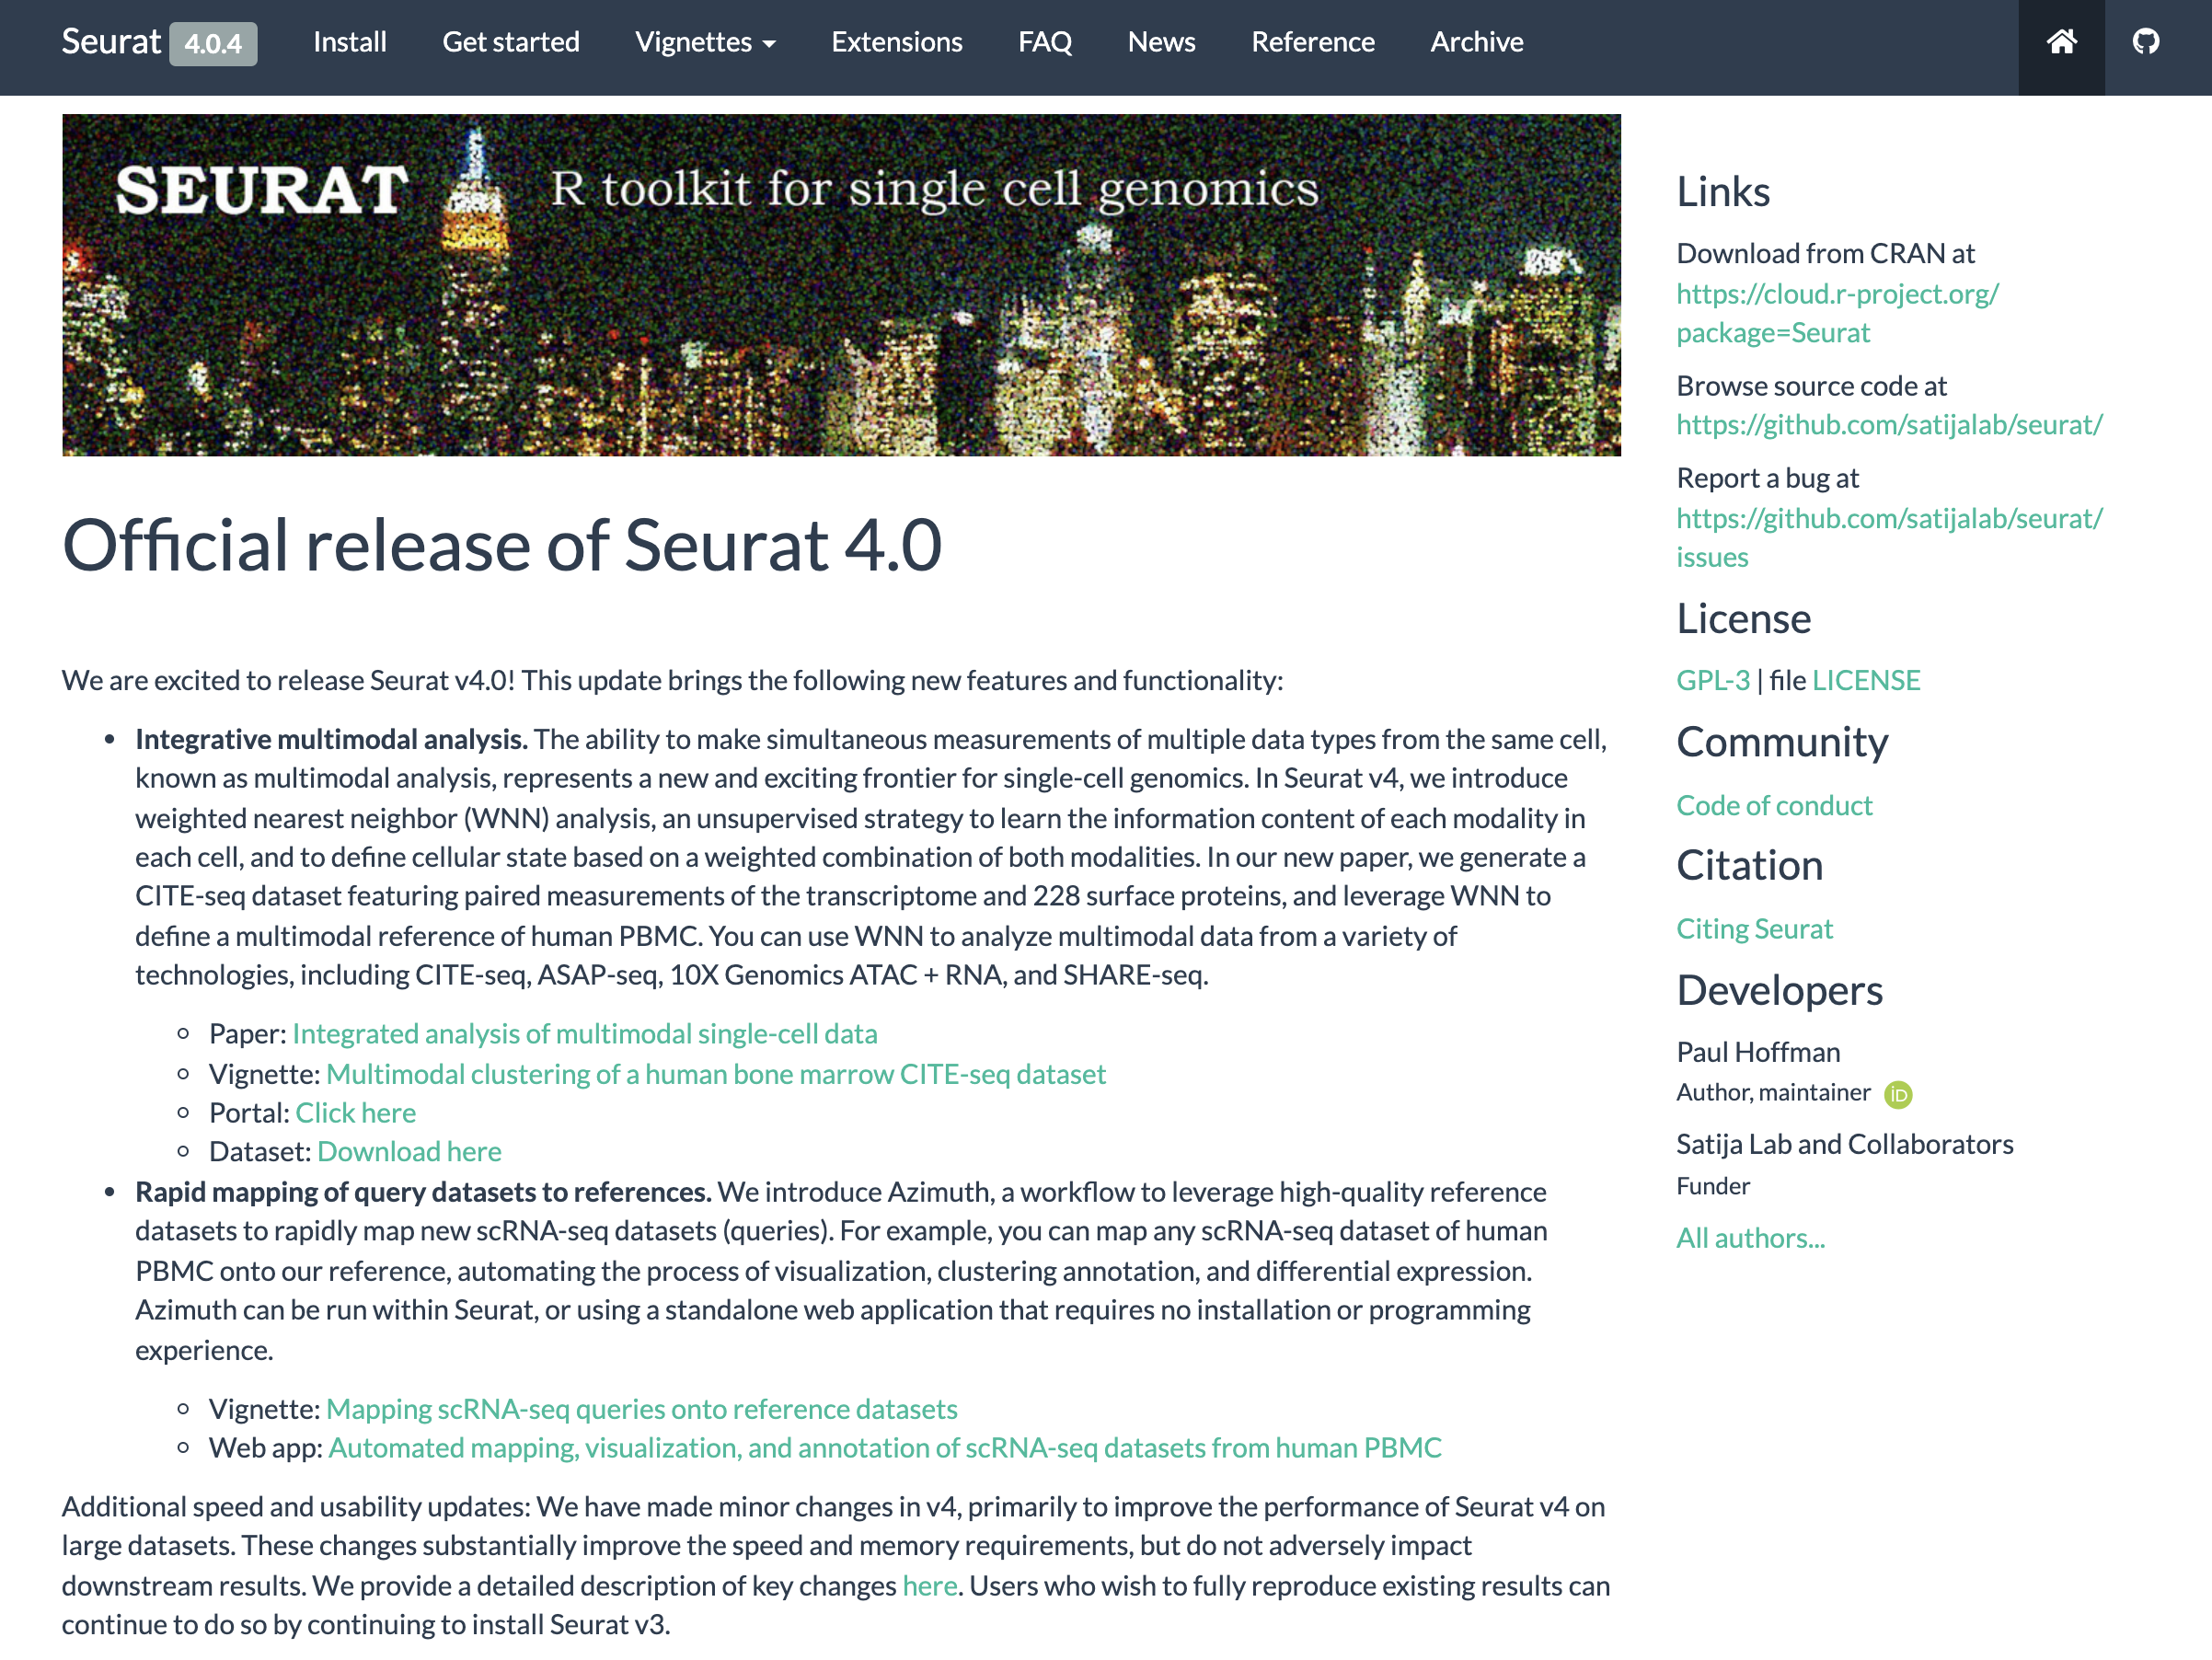 Seurat 4.0.4 Install Get started Vignettes Extensions FAQ News Reference Archive
SEURAT R toolkit for single cell genomics
Official release of Seurat 4.0
We are excited to release Seurat v4.0! This update brings the following new features and functionality:
• Integrative multimodal analysis. The ability to make simultaneous measurements of multiple data types from the same cell,
known as multimodal analysis, represents a new and exciting frontier for single-cell genomics. In Seurat v4, we introduce
weighted nearest neighbor (WNN) analysis, an unsupervised strategy to learn the information content of each modality in
each cell, and to define cellular state based on a weighted combination of both modalities. In our new paper, we generate a
CITE-seq dataset featuring paired measurements of the transcriptome and 228 surface proteins, and leverage WNN to
define a multimodal reference of human PBMC. You can use WNN to analyze multimodal data from a variety of
technologies, including CITE-seq, ASAP-seq, 10X Genomics ATAC + RNA, and SHARE-seq.
◦ Paper: Integrated analysis of multimodal single-cell data
◦ Vignette: Multimodal clustering of a human bone marrow CITE-seq dataset
◦ Portal: Click here
◦ Dataset: Download here
• Rapid mapping of query datasets to references. We introduce Azimuth, a workflow to leverage high-quality reference
datasets to rapidly map new scRNA-seq datasets (queries). For example, you can map any scRNA-seq dataset of human
PBMC onto our reference, automating the process of visualization, clustering annotation, and differential expression.
Azimuth can be run within Seurat, or using a standalone web application that requires no installation or programming
experience.
◦ Vignette: Mapping scRNA-seq queries onto reference datasets
◦ Web app: Automated mapping, visualization, and annotation of scRNA-seq datasets from human PBMC
Additional speed and usability updates: We have made minor changes in v4, primarily to improve the performance of Seurat v4 on
large datasets. These changes substantially improve the speed and memory requirements, but do not adversely impact
downstream results. We provide a detailed description of key changes here. Users who wish to fully reproduce existing results can
continue to do so by continuing to install Seurat v3.
Links
Download from CRAN at
https://cloud.r-project.org/
package=Seurat
Browse source code at
https://github.com/satijalab/seurat/
Report a bug at
https://github.com/satijalab/seurat/
issues
License
GPL-3 | file LICENSE
Community
Code of conduct
Citation
Citing Seurat
Developers
Paul Hoffman
Author, maintainer iD
Satija Lab and Collaborators
Funder
All authors...